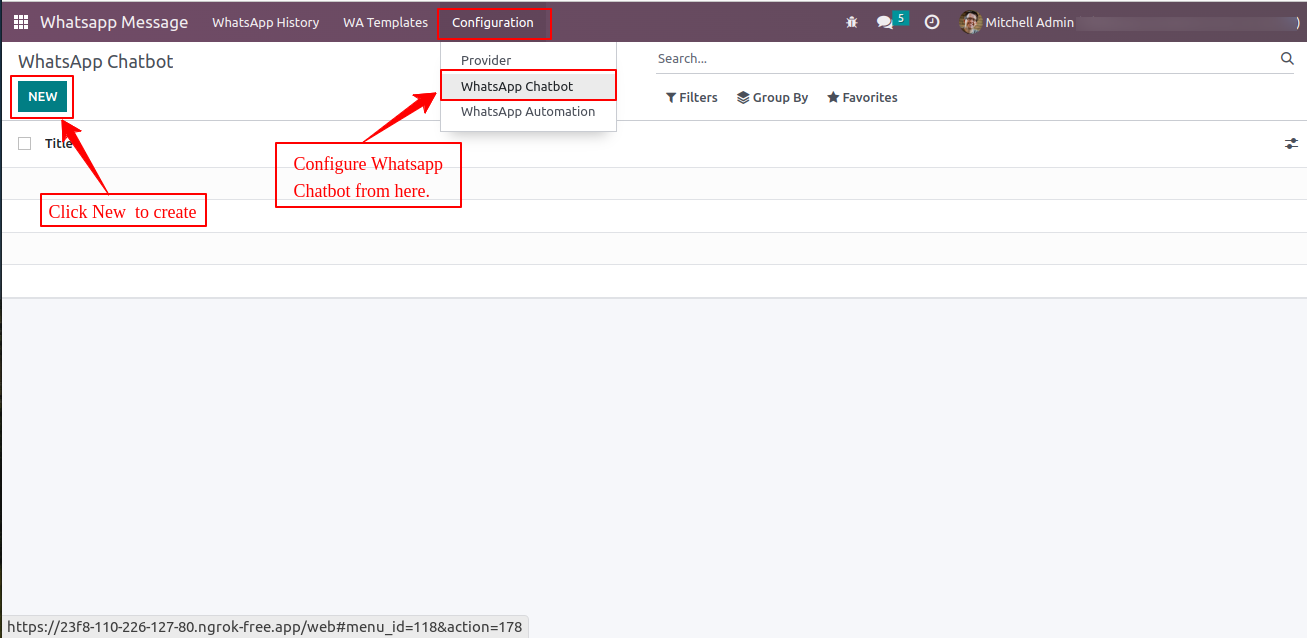 Whatsapp Message WhatsApp History WA Templates Configuration 5 Mitchell Admin )
WhatsApp Chatbot
Provider
Search...
NEW
WhatsApp Chatbot
Filters Group By Favorites
WhatsApp Automation
Title
Configure Whatsapp
Chatbot from here.
Click New to create
https://23f8-110-226-127-80.ngrok-free.app/web#menu_id=118&action=178